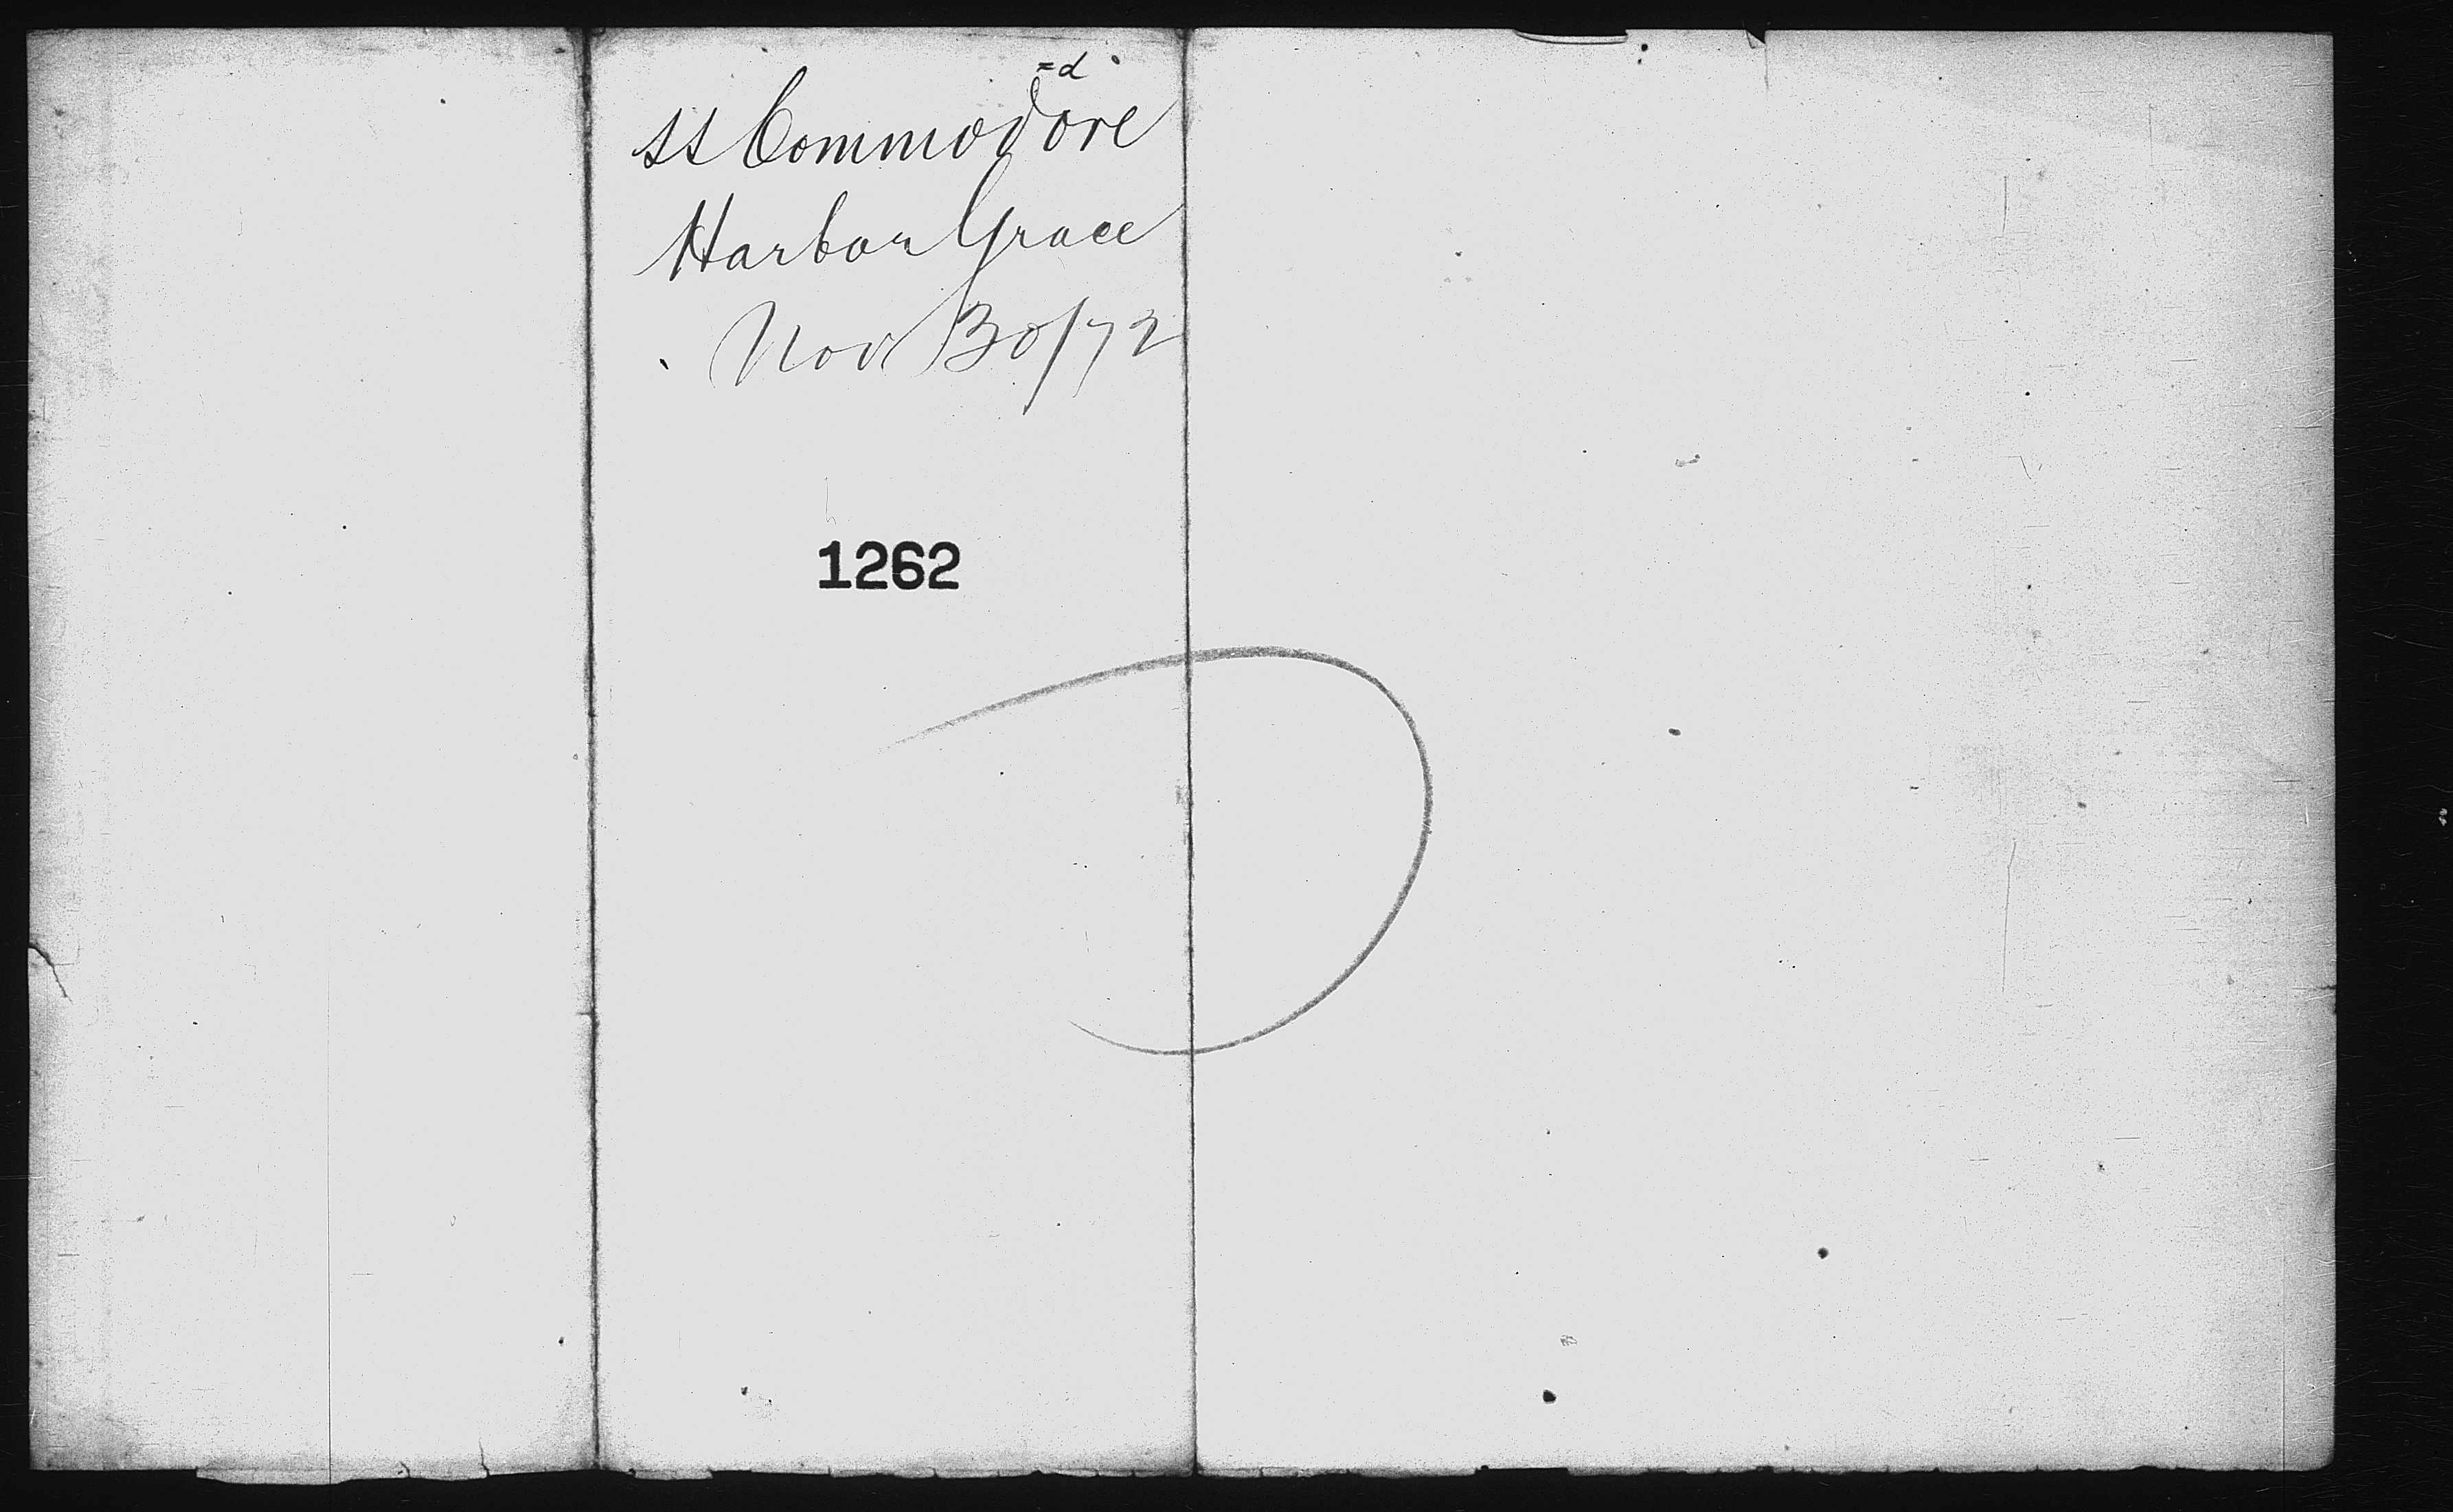 =d
SS Commodore
Harbor Grace
Nov 30/72
1262